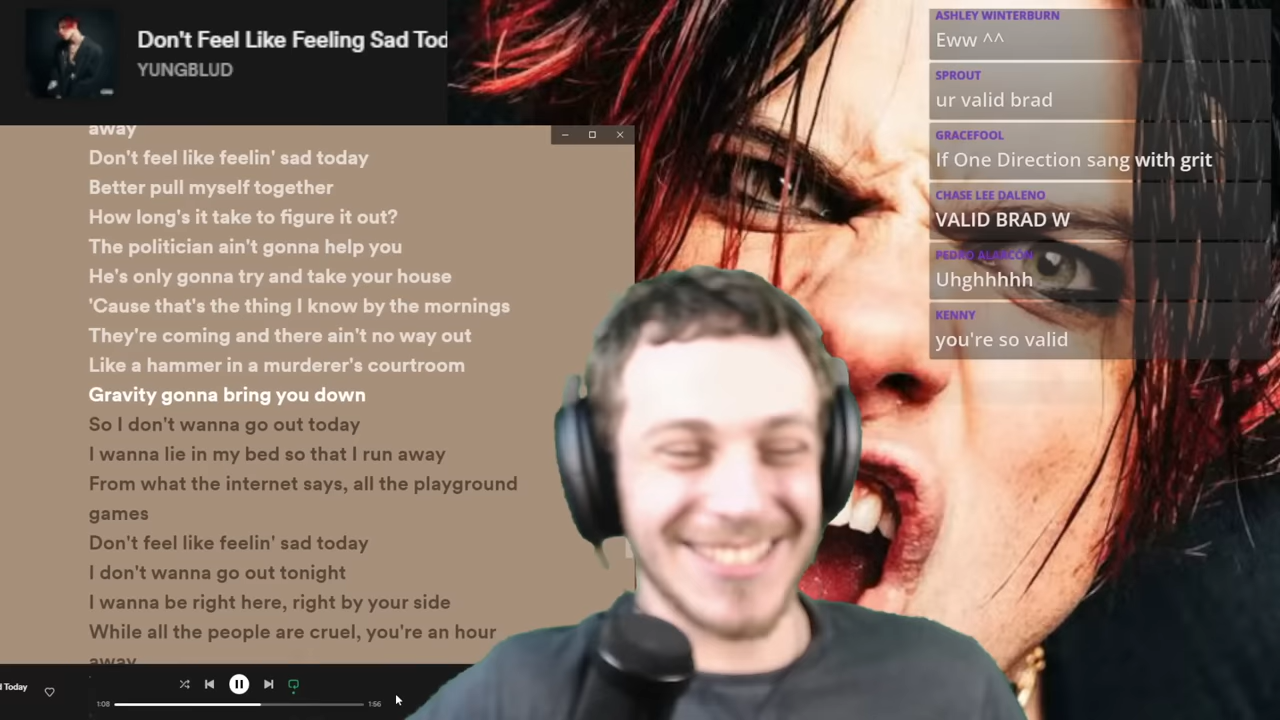 Don't Feel Like Feeling Sad Tod
YUNGBLUD
away
Don't feel like feelin' sad today
Better pull myself together
How long's it take to figure it out?
The politician ain't gonna help you
He's only gonna try and take your house
'Cause that's the thing I know by the mornings
They're coming and there ain't no way out
Like a hammer in a murderer's courtroom
Gravity gonna bring you down
So I don't wanna go out today
I wanna lie in my bed so that I run away
From what the internet says, all the playground
games
Don't feel like feelin' sad today
I don't wanna go out tonight
I wanna be right here, right by your side
While all the people are cruel, you're an hour
away
d Today
1:08
1:56
ASHLEY WINTERBURN
Eww ^^
SPROUT
ur valid brad
GRACEFOOL
If One Direction sang with grit
CHASE LEE DALENO
VALID BRAD W
PEDRO ALARCON
Uhghhhhh
KENNY
you're so valid